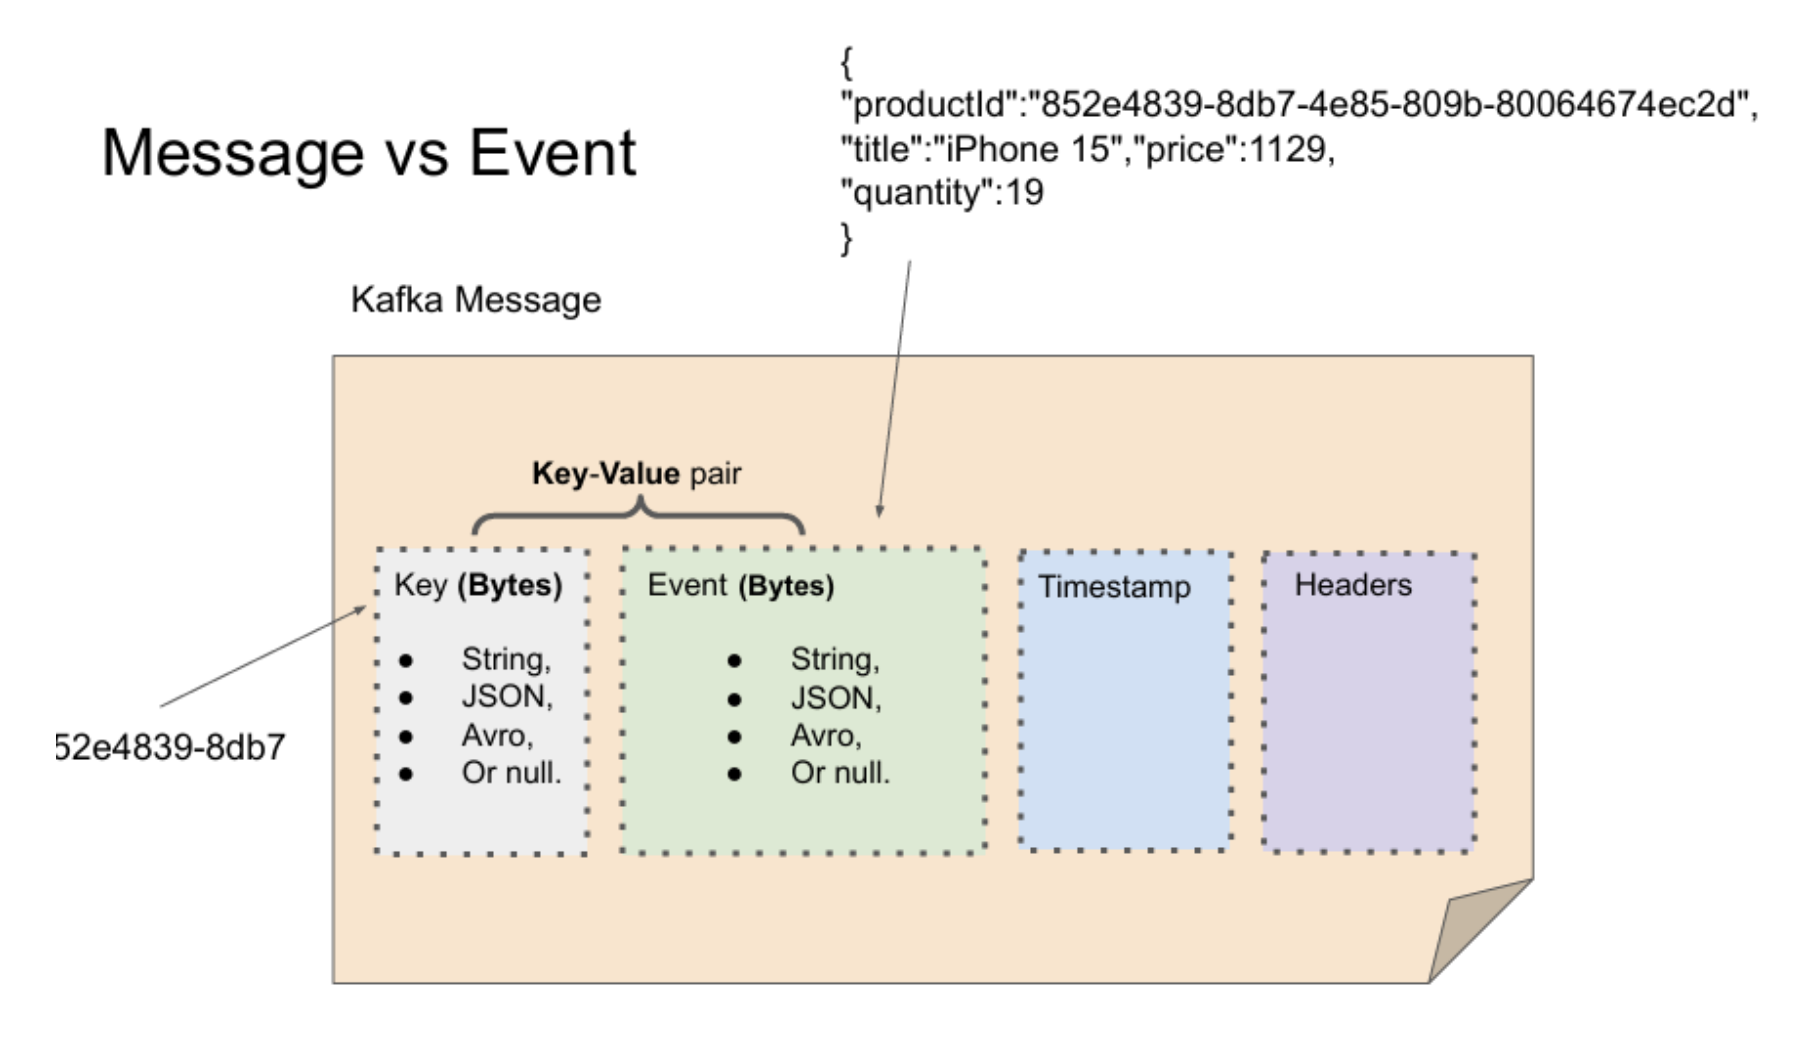 {
"productId":"852e4839-8db7-4e85-809b-80064674ec2d",
"title":"iPhone 15","price":1129,
"quantity":19
}
Message vs Event
Kafka Message
Key-Value pair
Key (Bytes)
● String,
● JSON,
● Avro,
● Or null.
Event (Bytes)
● String,
● JSON,
● Avro,
● Or null.
Timestamp
Headers
52e4839-8db7